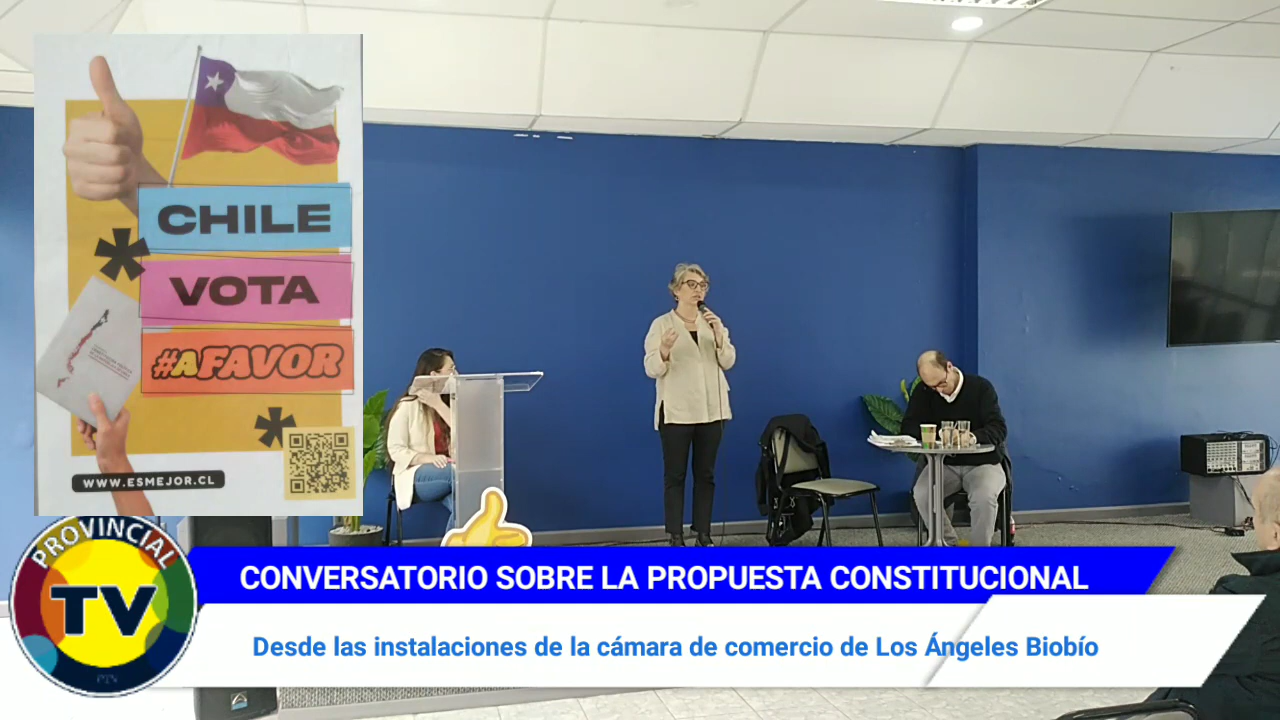 CHILE
VOTA
#AFAVOR
WWW.ESMEJOR.CL
PROVINCIAL
TV
PTV
CONVERSATORIO SOBRE LA PROPUESTA CONSTITUCIONAL
Desde las instalaciones de la cámara de comercio de Los Ángeles Biobío